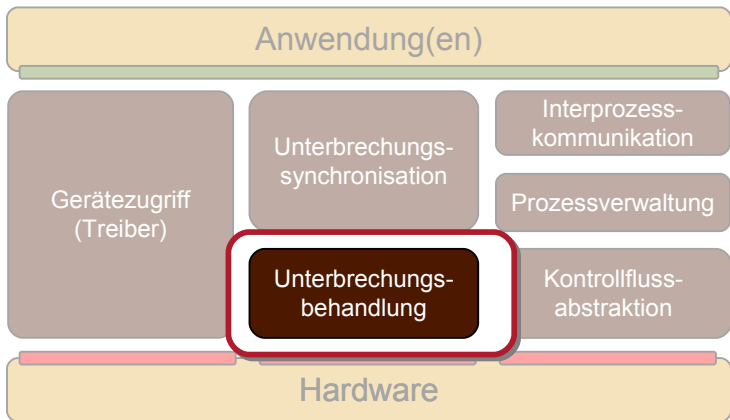 Anwendung(en)
Gerätezugriff
(Treiber)
Unterbrechungs-
synchronisation
Interprozess-
kommunikation
Prozessverwaltung
Unterbrechungs-
behandlung
Kontrollfluss-
abstraktion
Hardware